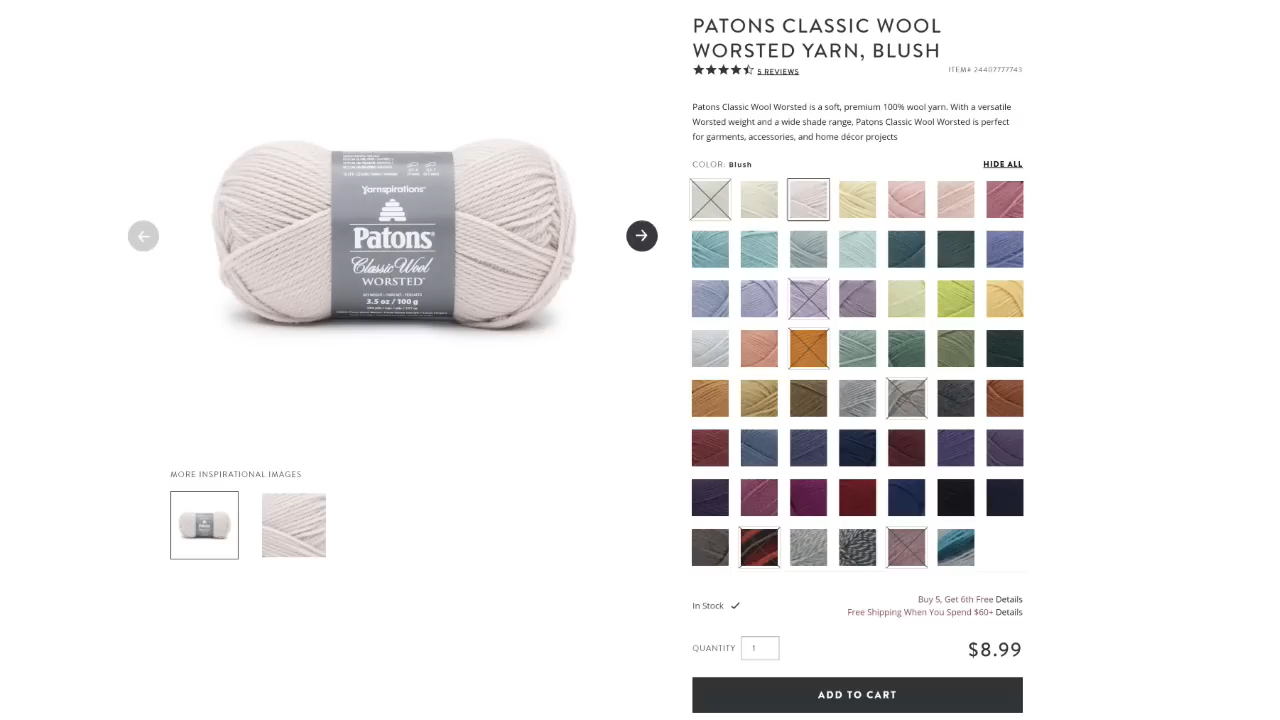 PATONS CLASSIC WOOL
WORSTED YARN, BLUSH
5 REVIEWS
ITEM# 24407777743
Patons Classic Wool Worsted is a soft, premium 100% wool yarn. With a versatile
Worsted weight and a wide shade range, Patons Classic Wool Worsted is perfect
for garments, accessories, and home décor projects
COLOR: Blush
HIDE ALL
Yarnspirations
Patons
Classic Wool
WORSTED
3.5 oz / 100 g
MORE INSPIRATIONAL IMAGES
Patons
In Stock
Buy 5, Get 6th Free Details
Free Shipping When You Spend $60+ Details
QUANTITY 1
$8.99
ADD TO CART